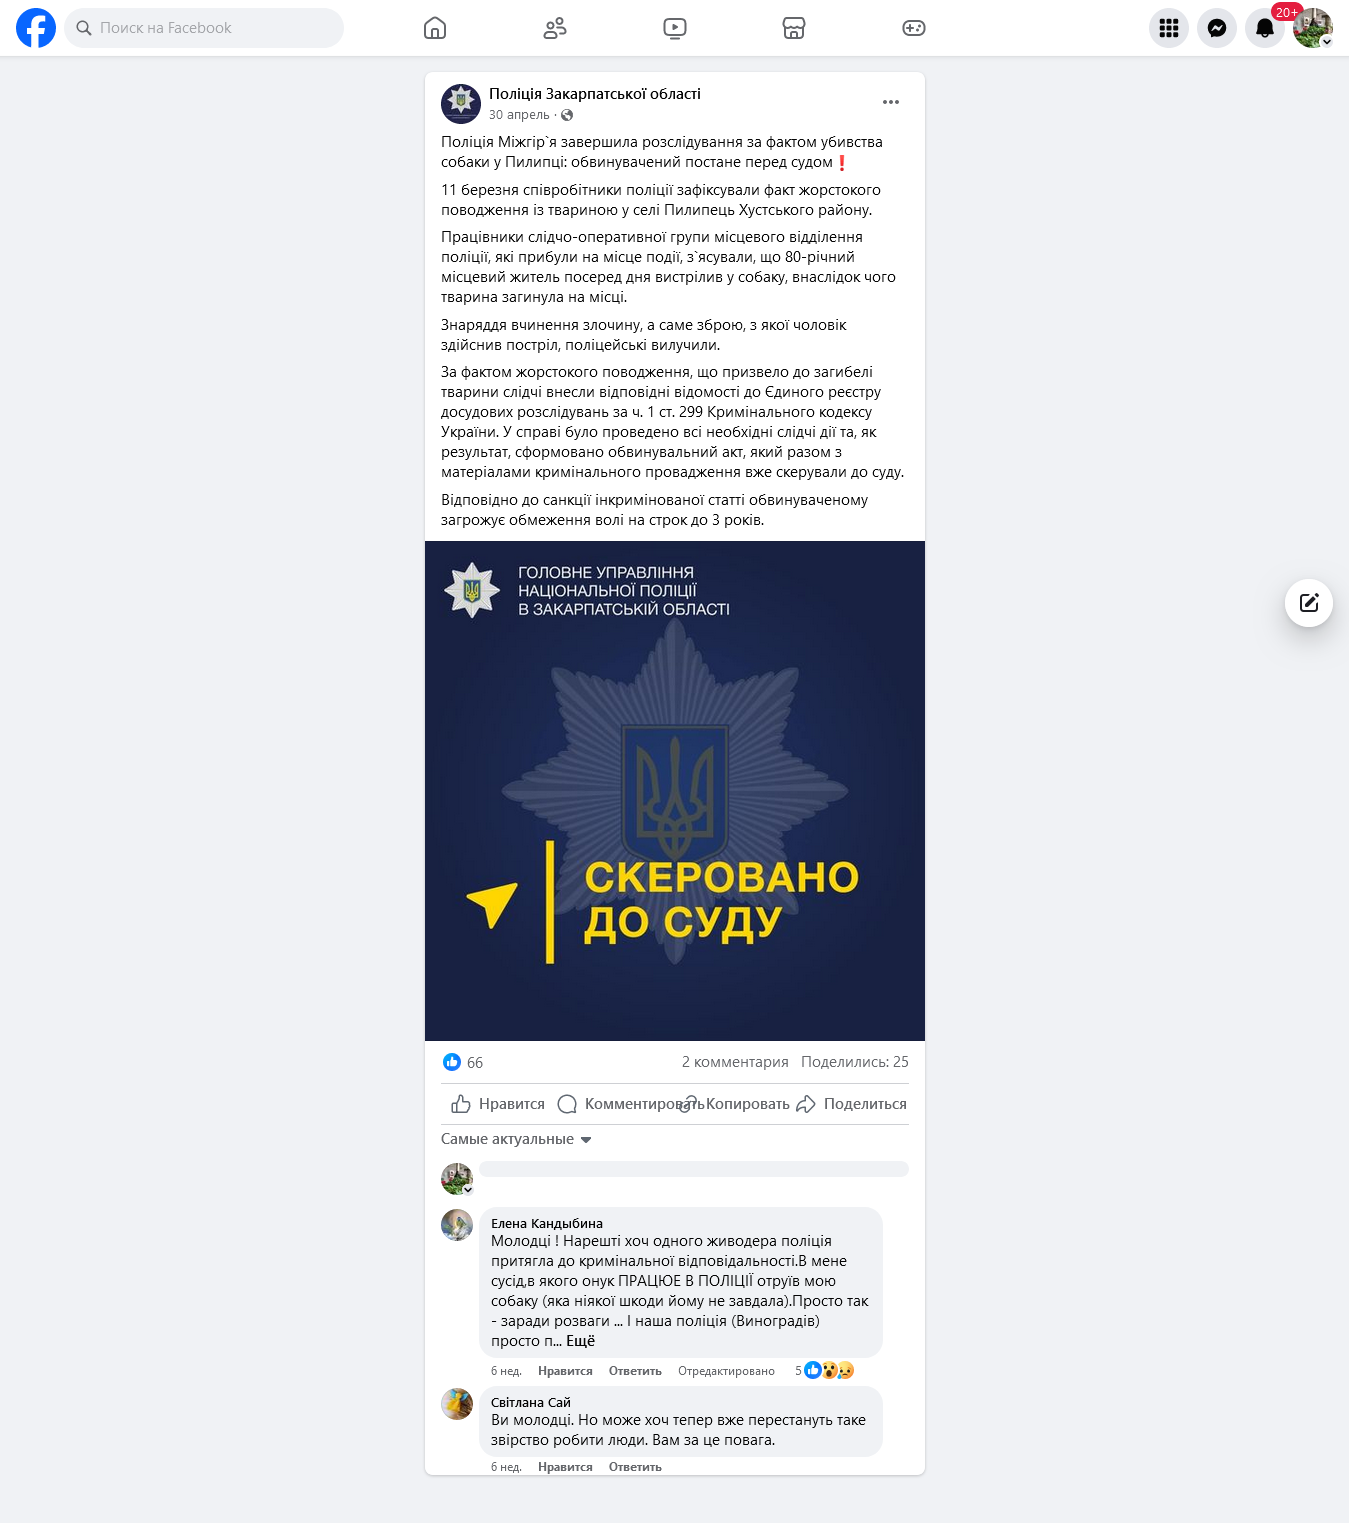 Поиск на Facebook
20+
Поліція Закарпатської області
30 апрель ·
Поліція Міжгір`я завершила розслідування за фактом убивства
собаки у Пилипці: обвинувачений постане перед судом❗
11 березня співробітники поліції зафіксували факт жорстокого
поводження із твариною у селі Пилипець Хустського району.
Працівники слідчо-оперативної групи місцевого відділення
поліції, які прибули на місце події, з`ясували, що 80-річний
місцевий житель посеред дня вистрілив у собаку, внаслідок чого
тварина загинула на місці.
Знаряддя вчинення злочину, а саме зброю, з якої чоловік
здійснив постріл, поліцейські вилучили.
За фактом жорстокого поводження, що призвело до загибелі
тварини слідчі внесли відповідні відомості до Єдиного реєстру
досудових розслідувань за ч. 1 ст. 299 Кримінального кодексу
України. У справі було проведено всі необхідні слідчі дії та, як
результат, сформовано обвинувальний акт, який разом з
матеріалами кримінального провадження вже скерували до суду.
Відповідно до санкції інкримінованої статті обвинуваченому
загрожує обмеження волі на строк до 3 років.
ГОЛОВНЕ УПРАВЛІННЯ
НАЦІОНАЛЬНОЇ ПОЛІЦІЇ
В ЗАКАРПАТСЬКІЙ ОБЛАСТІ
СКЕРОВАНО
ДО СУДУ
66 2 комментария Поделились: 25
Нравится Комментировать Копировать Поделиться
Самые актуальные
Елена Кандыбина
Молодці ! Нарешті хоч одного живодера поліція
притягла до кримінальної відповідальності.В мене
сусід,в якого онук ПРАЦЮЕ В ПОЛІЦІЇ отруїв мою
собаку (яка ніякої шкоди йому не завдала).Просто так
- заради розваги ... І наша поліція (Виноградів)
просто п... Ещё
6 нед. Нравится Ответить Отредактировано 5
Світлана Сай
Ви молодці. Но може хоч тепер вже перестануть таке
звірство робити люди. Вам за це повага.
6 нед. Нравится Ответить